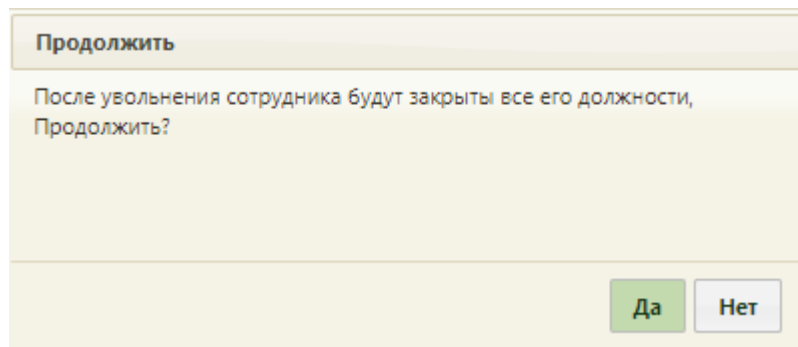 Продолжить
После увольнения сотрудника будут закрыты все его должности,
Продолжить?
Да
Нет